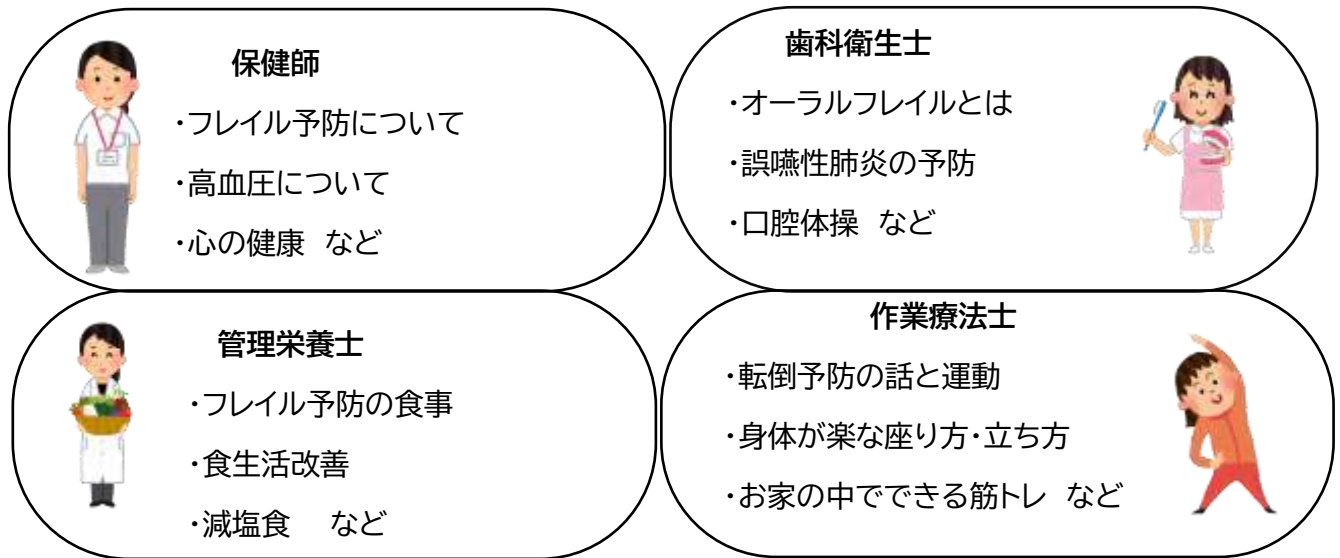 保健師
・フレイル予防について
・高血圧について
・心の健康 など
歯科衛生士
・オーラルフレイルとは
・誤嚥性肺炎の予防
・口腔体操 など
管理栄養士
・フレイル予防の食事
・食生活改善
・減塩食 など
作業療法士
・転倒予防の話と運動
・身体が楽な座り方・立ち方
・お家の中でできる筋トレ など